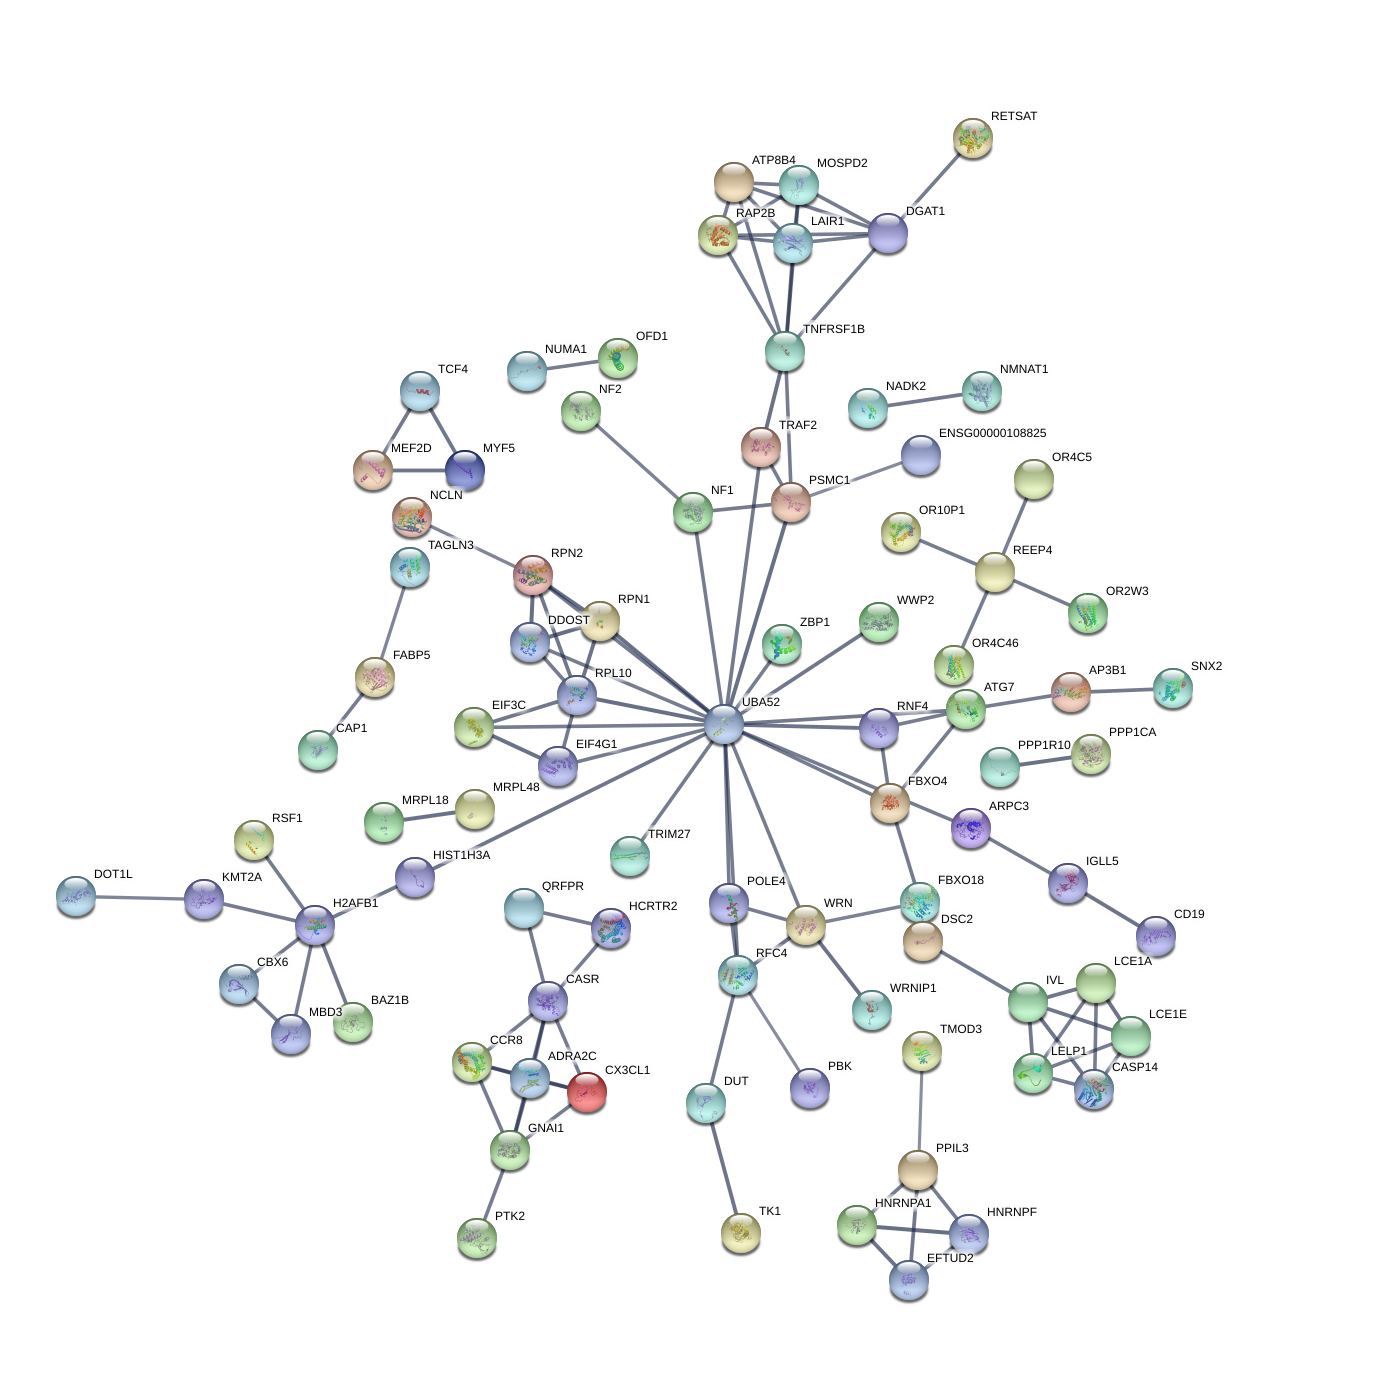 RETSAT
ATP8B4
MOSPD2
RAP2B
LAIR1
DGAT1
TNFRSF1B
OFD1
NUMA1
TCF4
NF2
NADK2
NMNAT1
TRAF2
ENSG00000108825
MEF2D
MYF5
OR4C5
PSMC1
NCLN
NF1
OR10P1
TAGLN3
RPN2
REEP4
RPN1
OR2W3
DDOST
ZBP1
WWP2
FABP5
OR4C46
RPL10
AP3B1
SNX2
ATG7
UBA52
EIF3C
RNF4
CAP1
EIF4G1
PPP1R10
PPP1CA
FBXO4
MRPL18
MRPL48
ARPC3
RSF1
TRIM27
HIST1H3A
IGLL5
DOT1L
KMT2A
POLE4
FBXO18
QRFPR
H2AFB1
HCRTR2
WRN
CD19
DSC2
RFC4
CBX6
CASR
IVL
LCE1A
WRNIP1
BAZ1B
MBD3
LCE1E
TMOD3
CCR8
ADRA2C
LELP1
CX3CL1
PBK
CASP14
DUT
GNAI1
PPIL3
HNRNPA1
TK1
HNRNPF
PTK2
EFTUD2